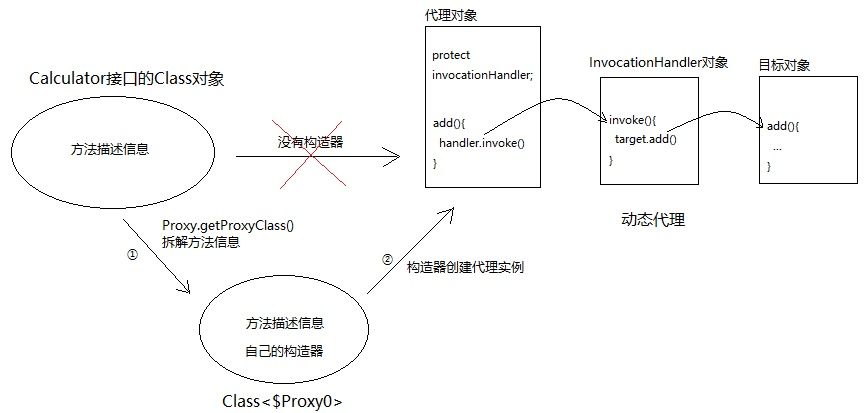 代理对象
protect
invocationHandler;
add(){
handler.invoke()
}
InvocationHandler对象
invoke(){
target.add()
}
目标对象
add(){
...
}
动态代理
Calculator接口的Class对象
方法描述信息
没有构造器
Proxy.getProxyClass()
拆解方法信息
①
②
构造器创建代理实例
方法描述信息
自己的构造器
Class<$Proxy0>